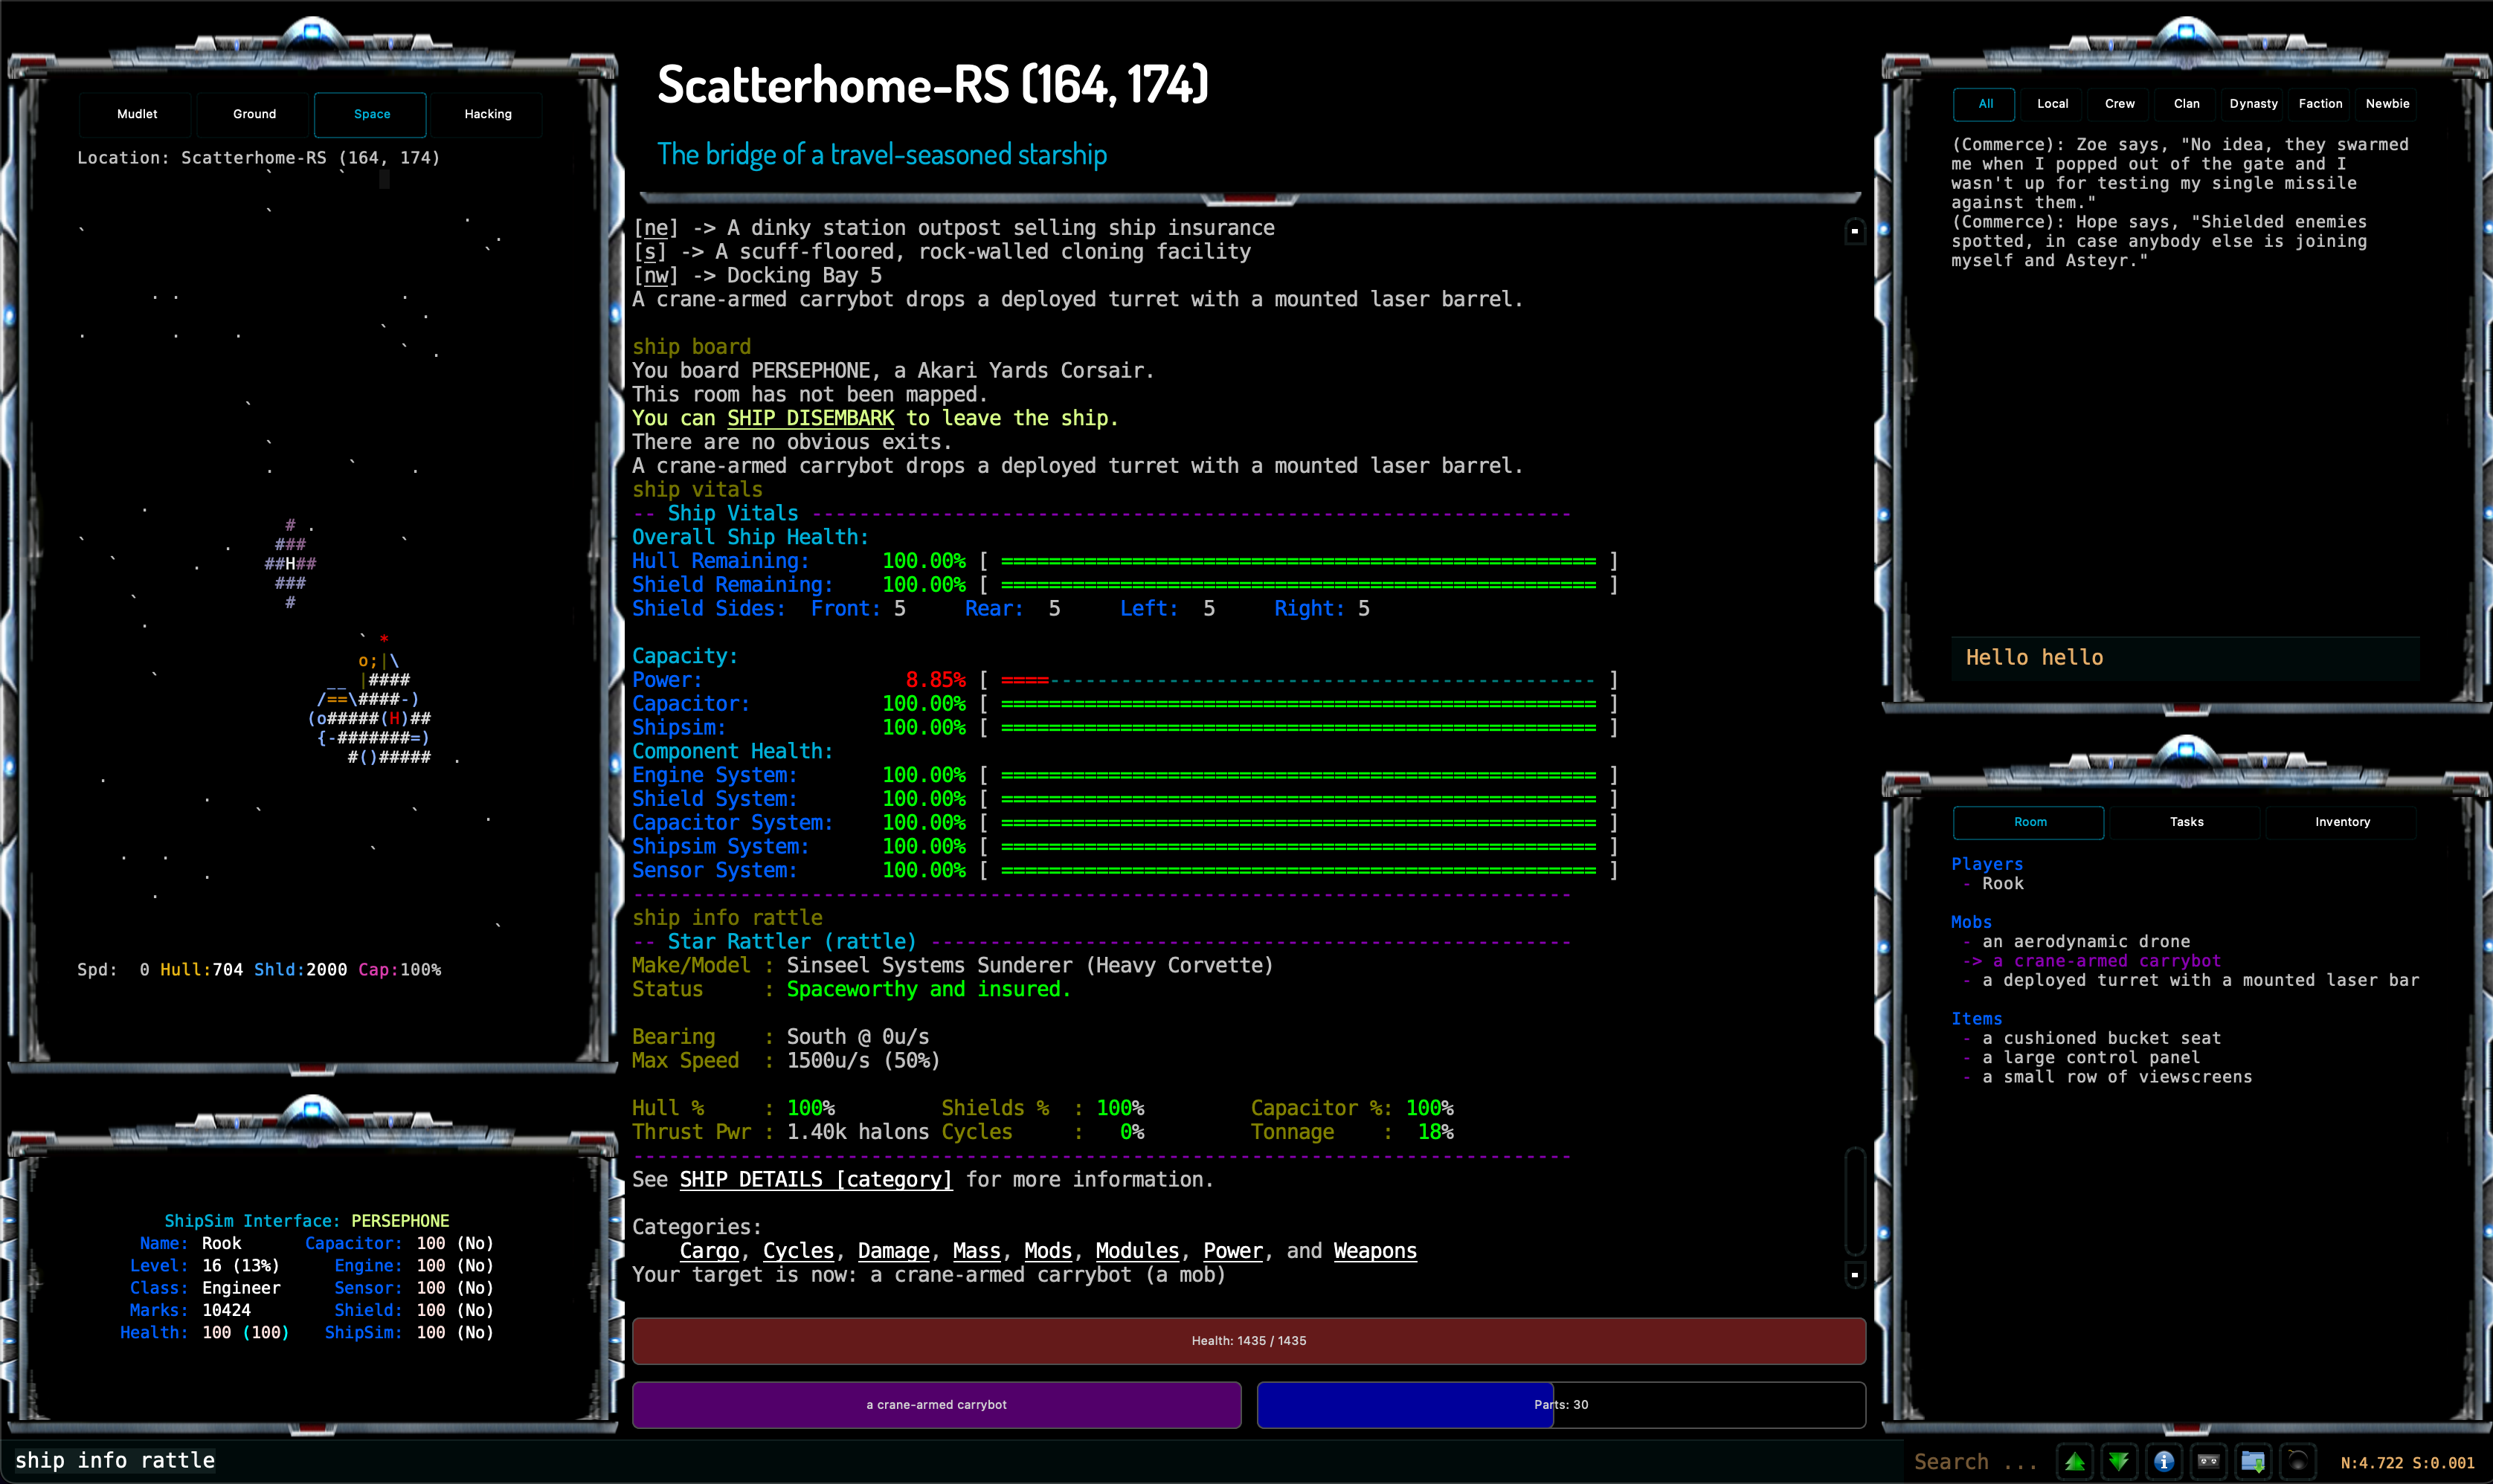 Mudlet Ground Space Hacking
Location: Scatterhome-RS (164, 174)
#
###
##H##
###
#
` *
o;|\
__ |####
/==\####-)
(o#####(H)##
{-#######=)
#()#####
Spd: 0 Hull:704 Shld:2000 Cap:100%
ShipSim Interface: PERSEPHONE
Name: Rook Capacitor: 100 (No)
Level: 16 (13%) Engine: 100 (No)
Class: Engineer Sensor: 100 (No)
Marks: 10424 Shield: 100 (No)
Health: 100 (100) ShipSim: 100 (No)
Scatterhome-RS (164, 174)
The bridge of a travel-seasoned starship
[ne] -> A dinky station outpost selling ship insurance
[s] -> A scuff-floored, rock-walled cloning facility
[nw] -> Docking Bay 5
A crane-armed carrybot drops a deployed turret with a mounted laser barrel.
ship board
You board PERSEPHONE, a Akari Yards Corsair.
This room has not been mapped.
You can SHIP DISEMBARK to leave the ship.
There are no obvious exits.
A crane-armed carrybot drops a deployed turret with a mounted laser barrel.
ship vitals
-- Ship Vitals ----------------------------------------------------------------
Overall Ship Health:
Hull Remaining: 100.00% [ ================================================== ]
Shield Remaining: 100.00% [ ================================================== ]
Shield Sides: Front: 5 Rear: 5 Left: 5 Right: 5
Capacity:
Power: 8.85% [ ====---------------------------------------------- ]
Capacitor: 100.00% [ ================================================== ]
Shipsim: 100.00% [ ================================================== ]
Component Health:
Engine System: 100.00% [ ================================================== ]
Shield System: 100.00% [ ================================================== ]
Capacitor System: 100.00% [ ================================================== ]
Shipsim System: 100.00% [ ================================================== ]
Sensor System: 100.00% [ ================================================== ]
-------------------------------------------------------------------------------
ship info rattle
-- Star Rattler (rattle) ------------------------------------------------------
Make/Model : Sinseel Systems Sunderer (Heavy Corvette)
Status : Spaceworthy and insured.
Bearing : South @ 0u/s
Max Speed : 1500u/s (50%)
Hull % : 100% Shields % : 100% Capacitor %: 100%
Thrust Pwr : 1.40k halons Cycles : 0% Tonnage : 18%
-------------------------------------------------------------------------------
See SHIP DETAILS [category] for more information.
Categories:
Cargo, Cycles, Damage, Mass, Mods, Modules, Power, and Weapons
Your target is now: a crane-armed carrybot (a mob)
Health: 1435 / 1435
a crane-armed carrybot Parts: 30
All Local Crew Clan Dynasty Faction Newbie
(Commerce): Zoe says, "No idea, they swarmed
me when I popped out of the gate and I
wasn't up for testing my single missile
against them."
(Commerce): Hope says, "Shielded enemies
spotted, in case anybody else is joining
myself and Asteyr."
Hello hello
Room Tasks Inventory
Players
- Rook
Mobs
- an aerodynamic drone
-> a crane-armed carrybot
- a deployed turret with a mounted laser bar
Items
- a cushioned bucket seat
- a large control panel
- a small row of viewscreens
ship info rattle
Search ...
N:4.722 S:0.001